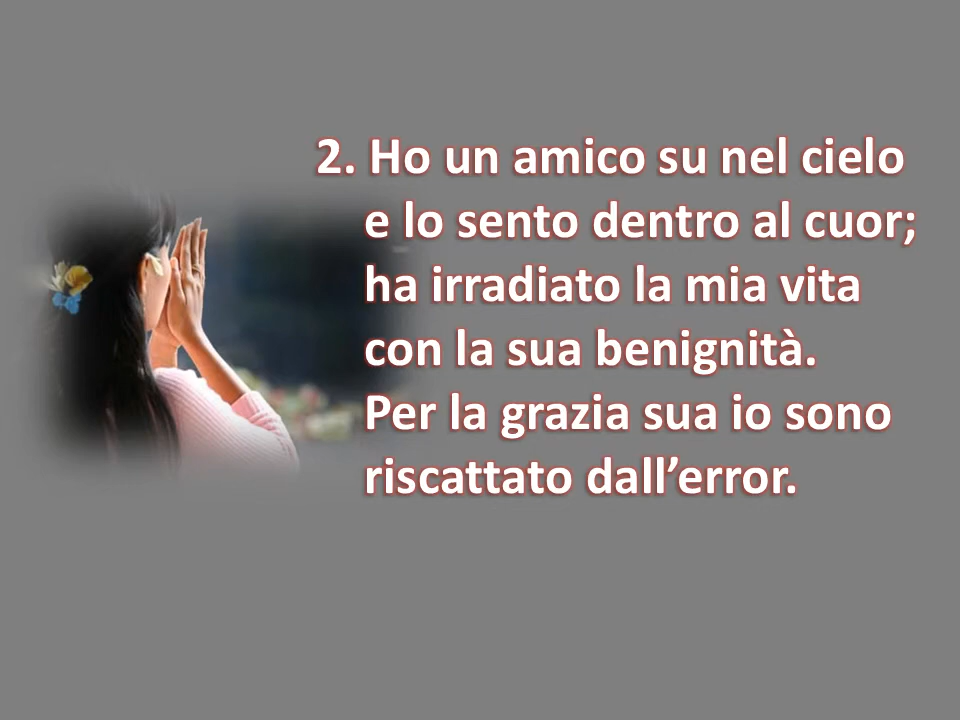 2. Ho un amico su nel cielo
e lo sento dentro al cuor;
ha irradiato la mia vita
con la sua benignità.
Per la grazia sua io sono
riscattato dall’error.